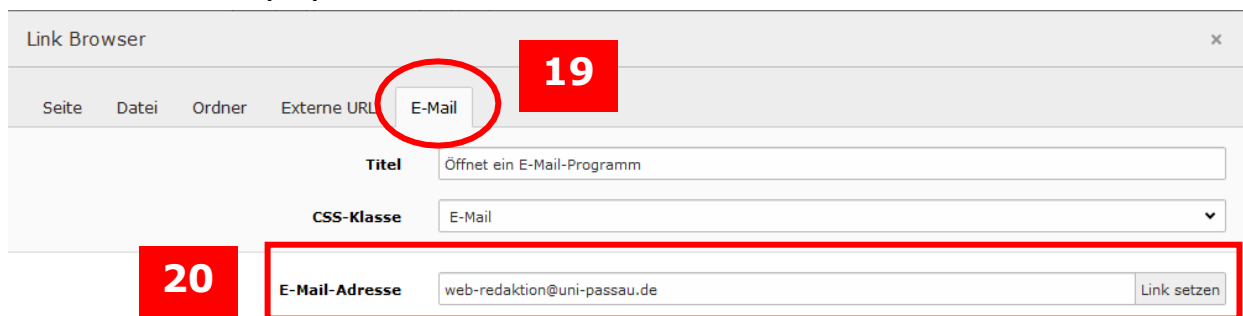 Link Browser ×
19
Seite Datei Ordner Externe URL E-Mail
Titel Öffnet ein E-Mail-Programm
CSS-Klasse E-Mail
20
E-Mail-Adresse web-redaktion@uni-passau.de Link setzen